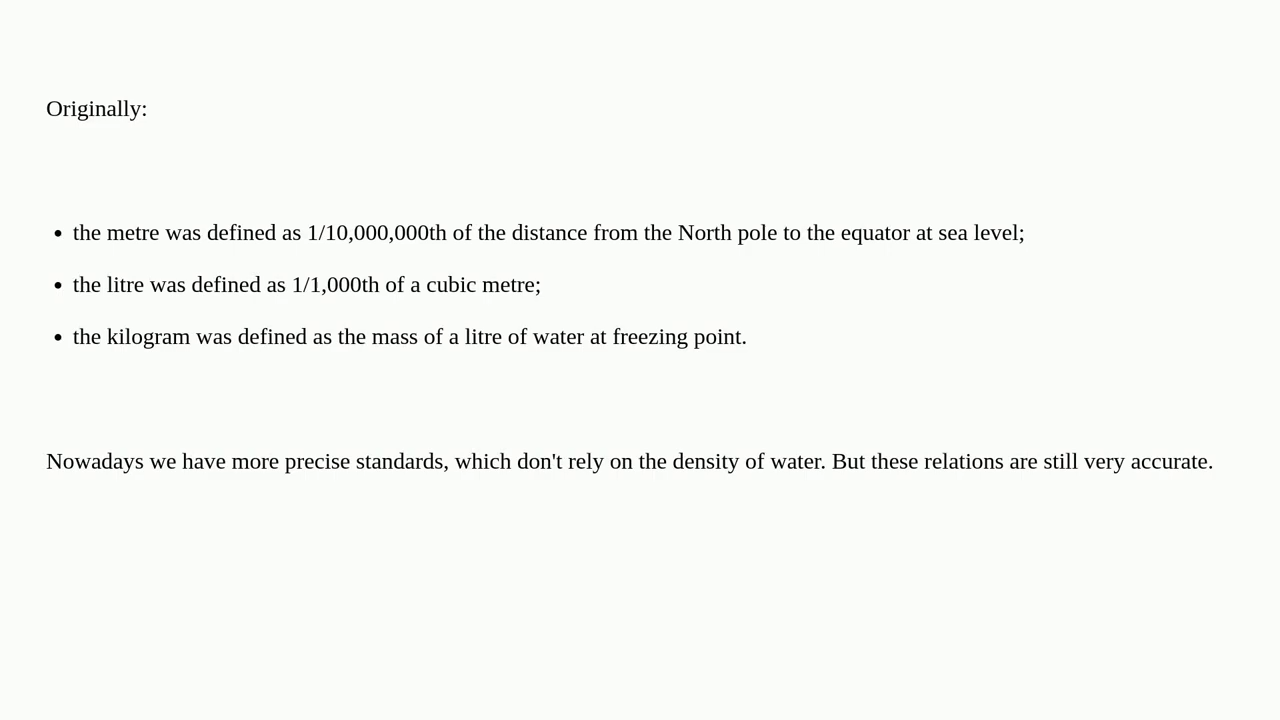 Originally:
• the metre was defined as 1/10,000,000th of the distance from the North pole to the equator at sea level;
• the litre was defined as 1/1,000th of a cubic metre;
• the kilogram was defined as the mass of a litre of water at freezing point.
Nowadays we have more precise standards, which don't rely on the density of water. But these relations are still very accurate.